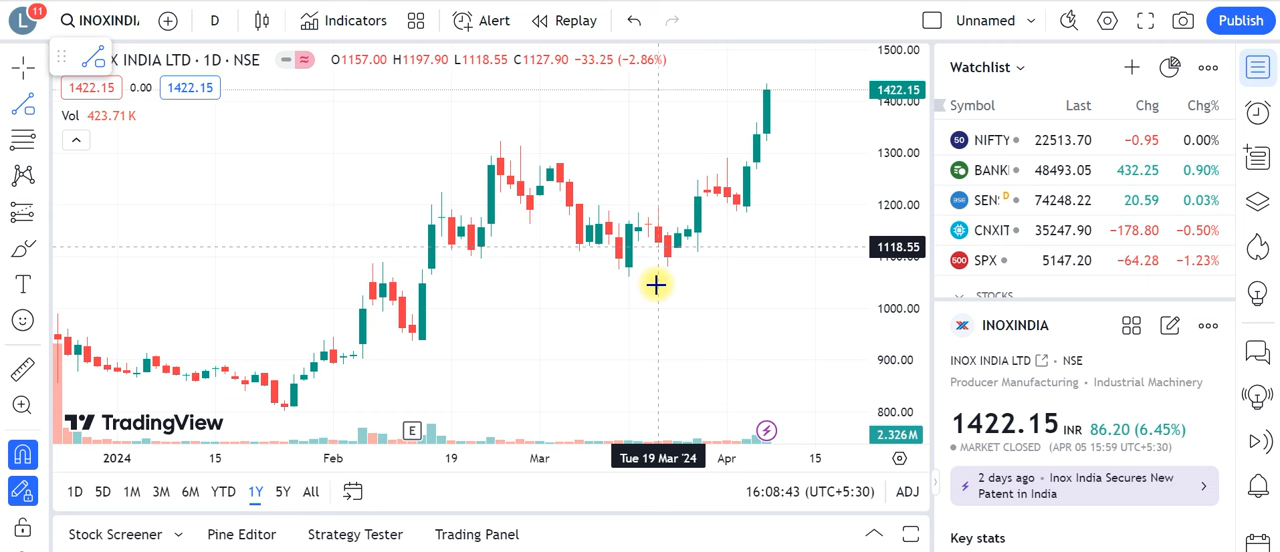 L 11 INOXINDIA D Indicators Alert Replay Unnamed Publish
X INDIA LTD · 1D · NSE O1157.00 H1197.90 L1118.55 C1127.90 −33.25 (−2.86%)
1422.15 0.00 1422.15
Vol 423.71K
1500.00
1422.15
1400.00
1300.00
1200.00
1118.55
1000.00
900.00
800.00
2.326M
TradingView
E
2024 15 Feb 19 Mar Tue 19 Mar '24 Apr 15
1D 5D 1M 3M 6M YTD 1Y 5Y All 16:08:43 (UTC+5:30) ADJ
Stock Screener Pine Editor Strategy Tester Trading Panel
Watchlist
Symbol Last Chg Chg%
50 NIFTY 22513.70 −0.95 0.00%
BANK 48493.05 432.25 0.90%
SEN D 74248.22 20.59 0.03%
CNXIT 35247.90 −178.80 −0.50%
500 SPX 5147.20 −64.28 −1.23%
STOCKS
INOXINDIA
INOX INDIA LTD · NSE
Producer Manufacturing • Industrial Machinery
1422.15 INR 86.20 (6.45%)
MARKET CLOSED (APR 05 15:59 UTC+5:30)
2 days ago • Inox India Secures New
Patent in India
Key stats